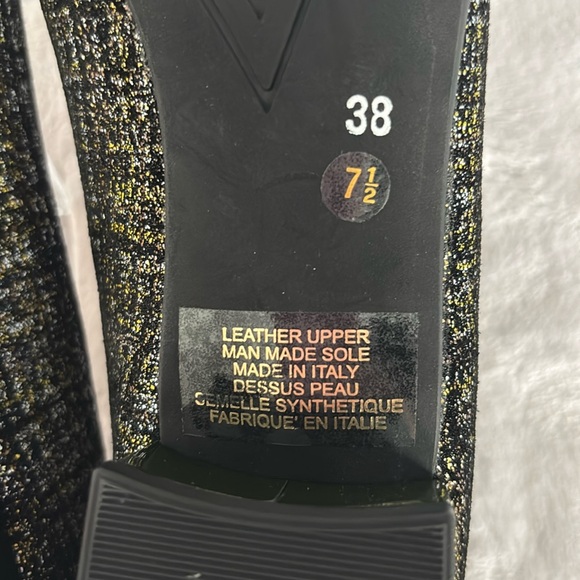 38
7½
LEATHER UPPER
MAN MADE SOLE
MADE IN ITALY
DESSUS PEAU
SEMELLE SYNTHETIQUE
FABRIQUE' EN ITALIE